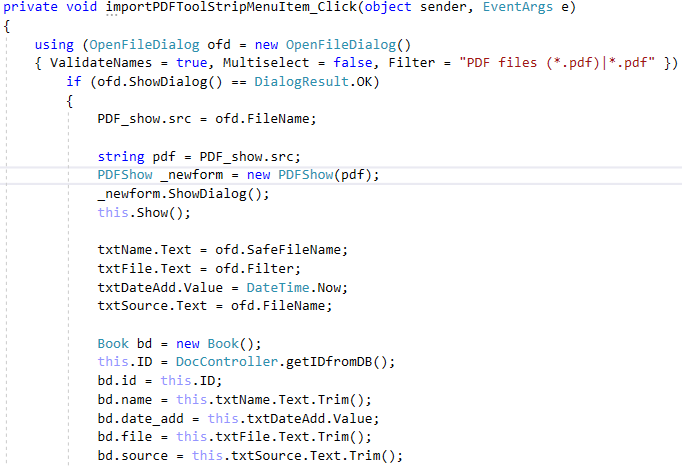 private void importPDFToolStripMenuItem_Click(object sender, EventArgs e)
{
using (OpenFileDialog ofd = new OpenFileDialog()
{ ValidateNames = true, Multiselect = false, Filter = "PDF files (*.pdf)|*.pdf" })
if (ofd.ShowDialog() == DialogResult.OK)
{
PDF_show.src = ofd.FileName;
string pdf = PDF_show.src;
PDFShow _newform = new PDFShow(pdf);
_newform.ShowDialog();
this.Show();
txtName.Text = ofd.SafeFileName;
txtFile.Text = ofd.Filter;
txtDateAdd.Value = DateTime.Now;
txtSource.Text = ofd.FileName;
Book bd = new Book();
this.ID = DocController.getIDfromDB();
bd.id = this.ID;
bd.name = this.txtName.Text.Trim();
bd.date_add = this.txtDateAdd.Value;
bd.file = this.txtFile.Text.Trim();
bd.source = this.txtSource.Text.Trim();